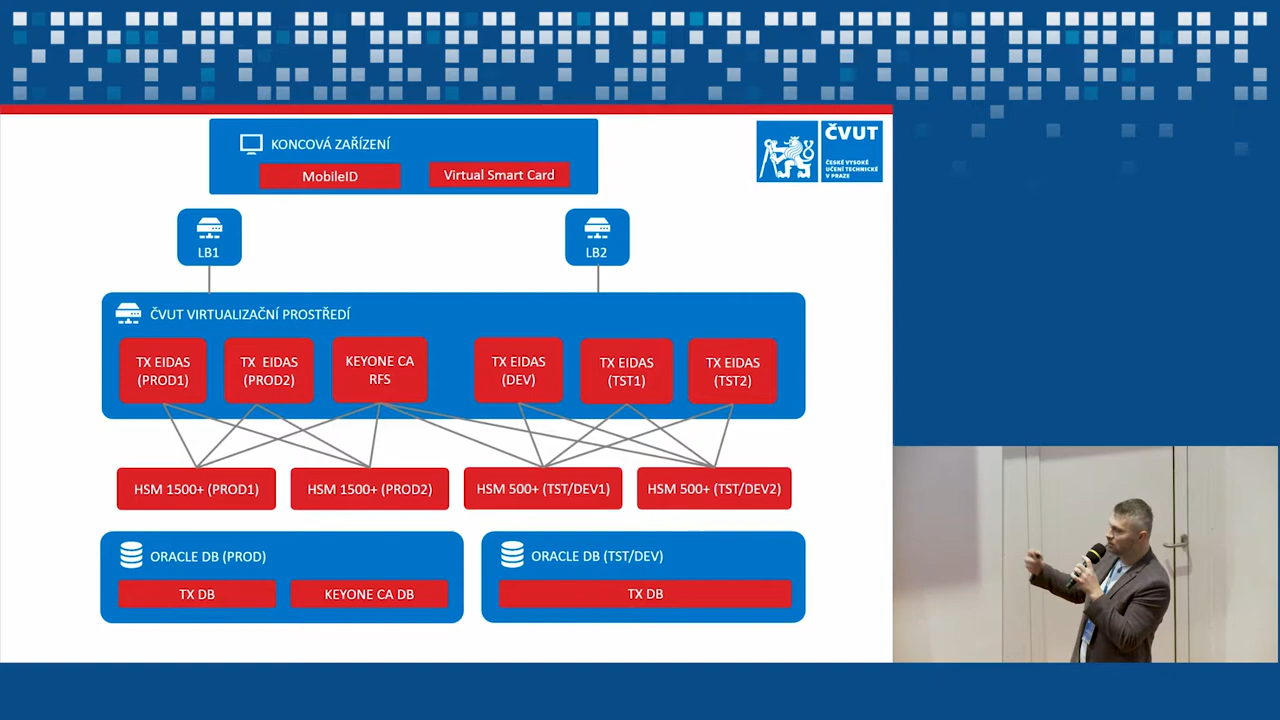 KONCOVÁ ZAŘÍZENÍ
MobileID
Virtual Smart Card
ČVUT
ČESKÉ VYSOKÉ
UČENÍ TECHNICKÉ
V PRAZE
LB1
LB2
ČVUT VIRTUALIZAČNÍ PROSTŘEDÍ
TX EIDAS
(PROD1)
TX EIDAS
(PROD2)
KEYONE CA
RFS
TX EIDAS
(DEV)
TX EIDAS
(TST1)
TX EIDAS
(TST2)
HSM 1500+ (PROD1)
HSM 1500+ (PROD2)
HSM 500+ (TST/DEV1)
HSM 500+ (TST/DEV2)
ORACLE DB (PROD)
TX DB
KEYONE CA DB
ORACLE DB (TST/DEV)
TX DB